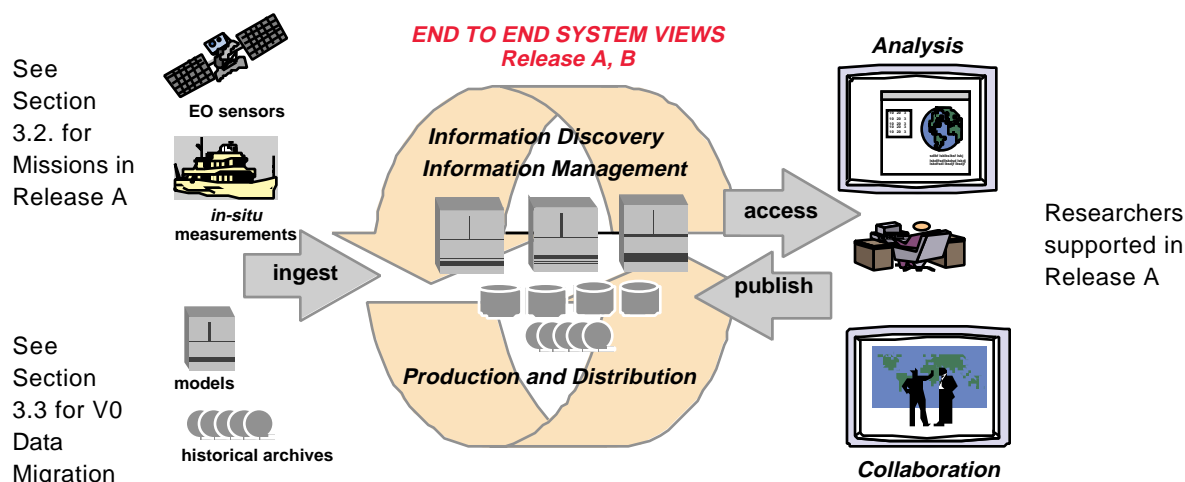 END TO END SYSTEM VIEWS
Release A, B
See
Section
3.2. for
Missions in
Release A
EO sensors
in-situ
measurements
ingest
See
Section
3.3 for V0
Data
Migration
models
historical archives
Information Discovery
Information Management
Production and Distribution
access
publish
Analysis
Researchers
supported in
Release A
Collaboration